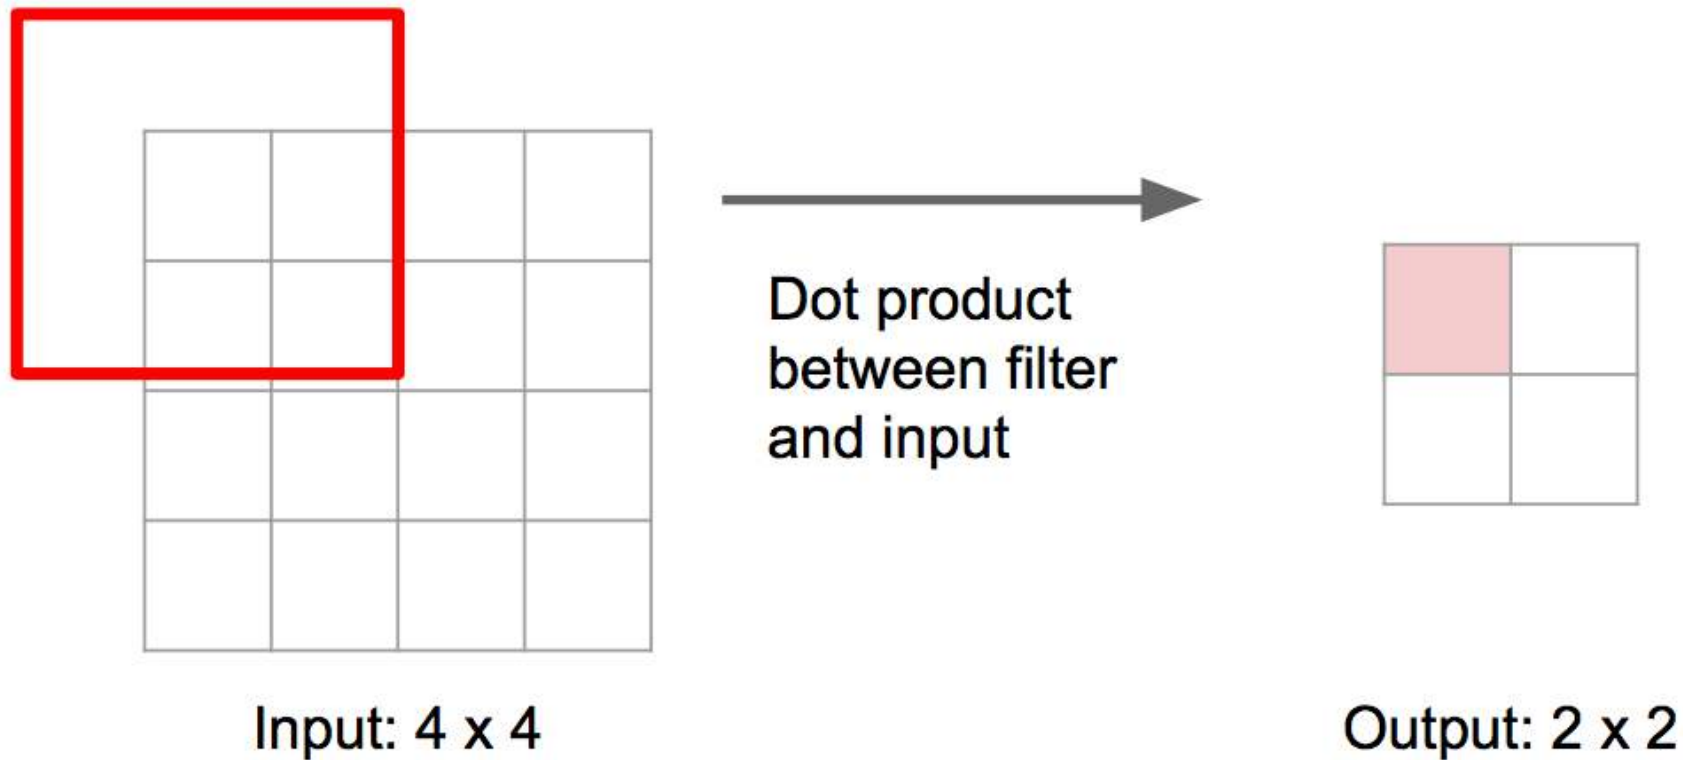 Dot product
between filter
and input
Input: 4 x 4
Output: 2 x 2